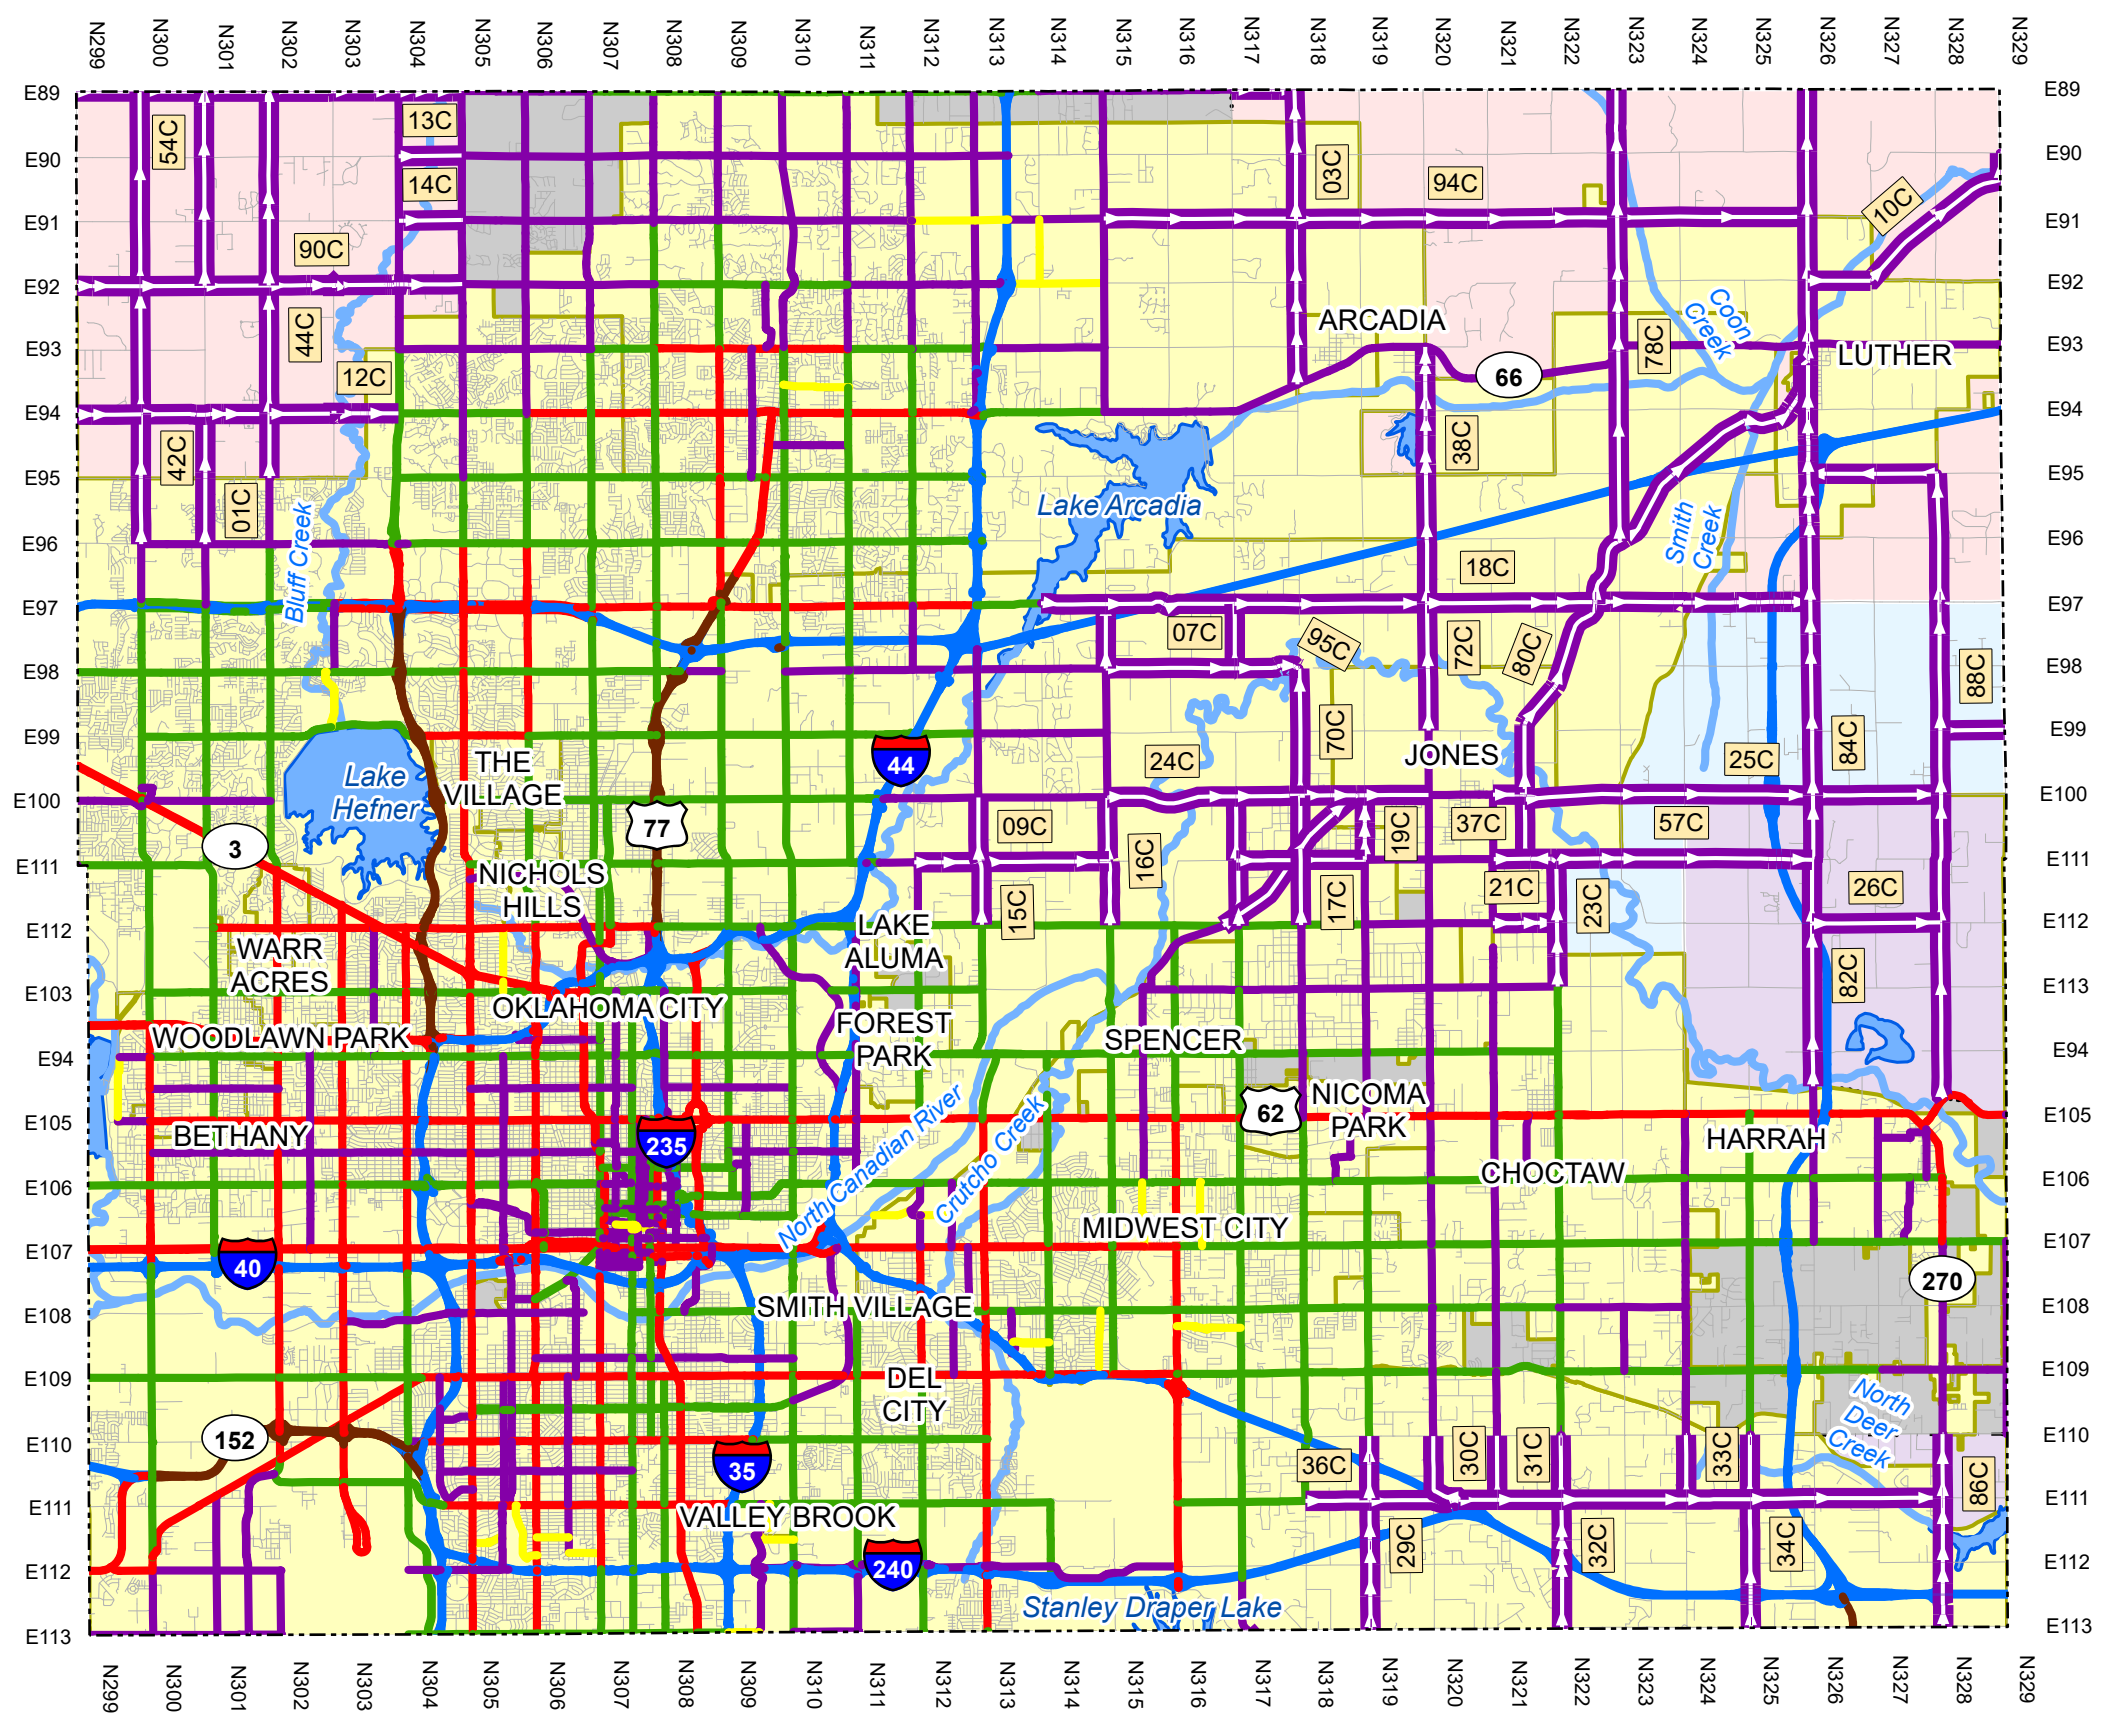 N299
N300
N301
N302
N303
N304
N305
N306
N307
N308
N309
N310
N311
N312
N313
N314
N315
N316
N317
N318
N319
N320
N321
N322
N323
N324
N325
N326
N327
N328
N329
E89
E89
13C
54C
E90
03C
E90
14C
94C
10C
E91
E91
90C
E92
E92
44C
ARCADIA
Coon
Creek
E93
78C
E93
LUTHER
12C
66
E94
E94
42C
38C
E95
E95
01C
Lake Arcadia
Bluff Creek
Smith
Creek
E96
E96
18C
E97
E97
07C
95C
72C
80C
E98
E98
88C
70C
84C
E99
E99
THE
VILLAGE
44
24C
JONES
25C
Lake
Hefner
E100
E100
77
3
09C
16C
19C
37C
57C
E111
E111
NICHOLS
HILLS
15C
17C
21C
23C
26C
E112
E112
WARR
ACRES
LAKE
ALUMA
82C
E103
E113
OKLAHOMA CITY
WOODLAWN PARK
FOREST
PARK
SPENCER
E94
E94
NICOMA
PARK
62
E105
E105
BETHANY
235
HARRAH
North Canadian River
Crutcho Creek
CHOCTAW
E106
E106
MIDWEST CITY
E107
E107
40
270
E108
SMITH VILLAGE
E108
E109
DEL
CITY
E109
North
Deer
Creek
152
E110
E110
35
36C
30C
31C
33C
86C
E111
VALLEY BROOK
E111
29C
32C
34C
E112
240
E112
Stanley Draper Lake
E113
E113
N299
N300
N301
N302
N303
N304
N305
N306
N307
N308
N309
N310
N311
N312
N313
N314
N315
N316
N317
N318
N319
N320
N321
N322
N323
N324
N325
N326
N327
N328
N329